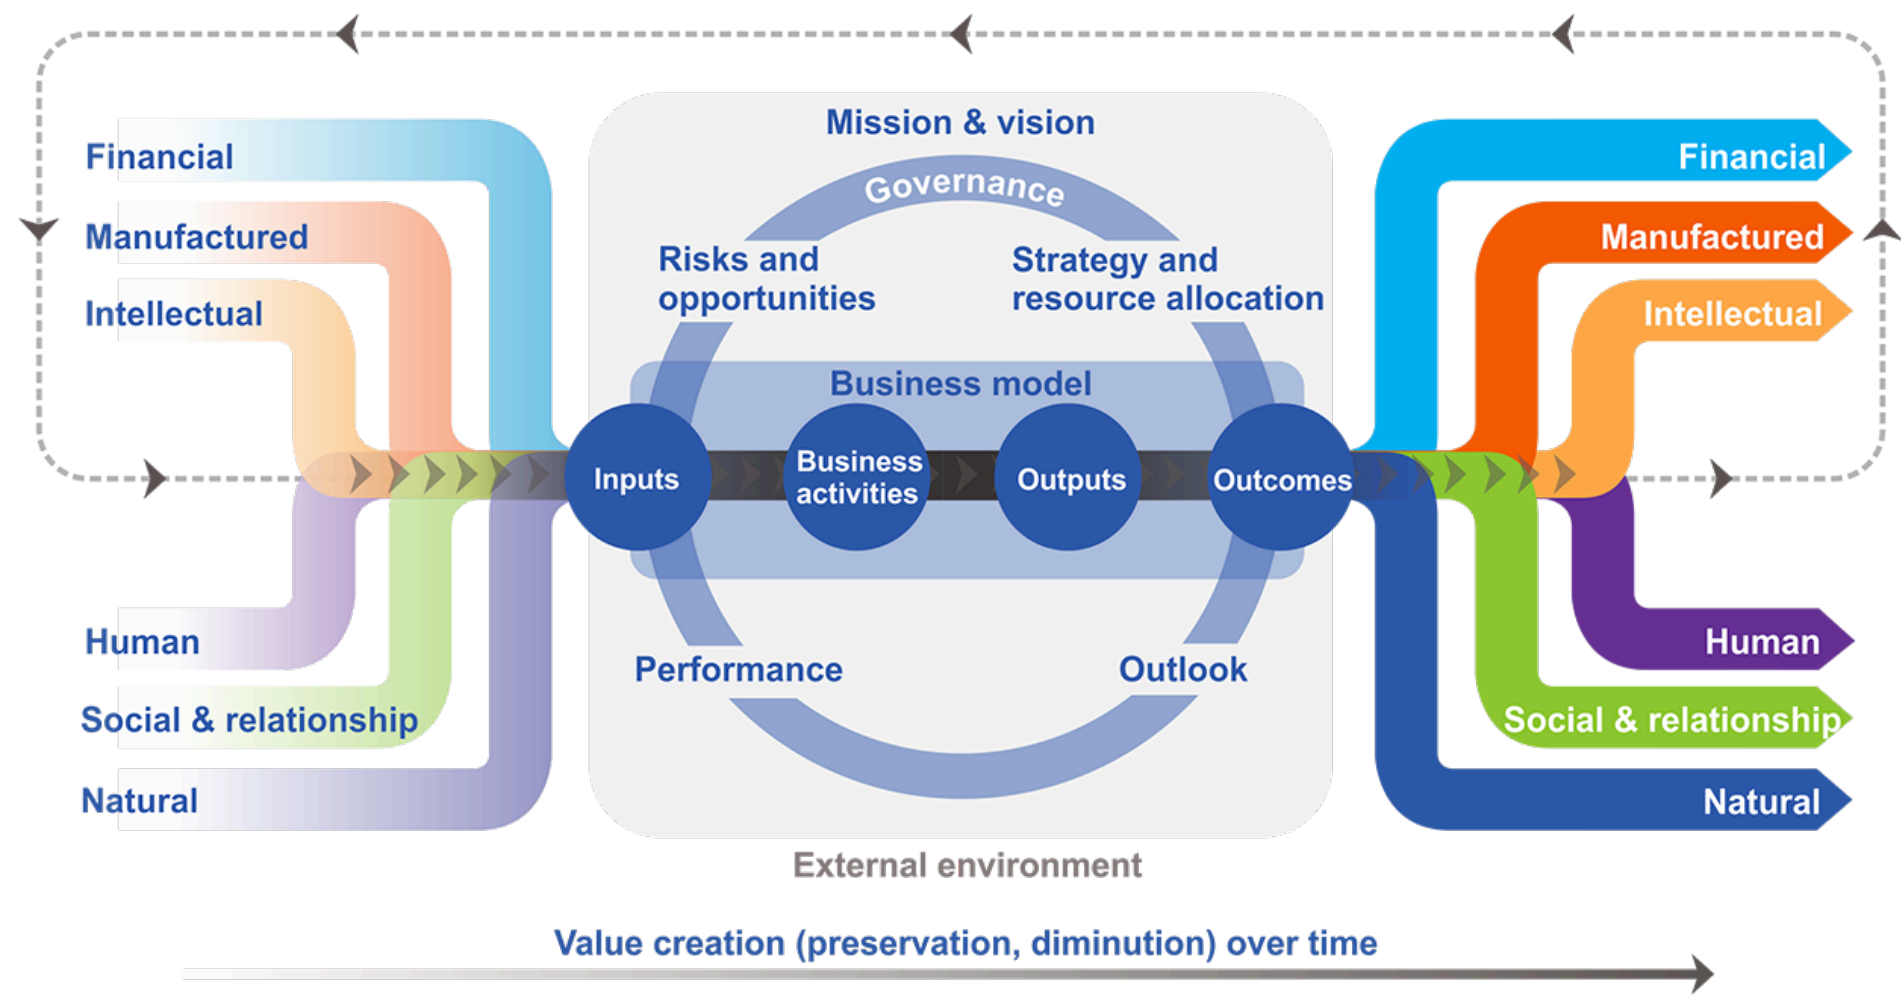 Financial
Manufactured
Intellectual
Human
Social & relationship
Natural
Mission & vision
Governance
Risks and
opportunities
Strategy and
resource allocation
Business model
Inputs
Business
activities
Outputs
Outcomes
Performance
Outlook
Financial
Manufactured
Intellectual
Human
Social & relationship
Natural
External environment
Value creation (preservation, diminution) over time